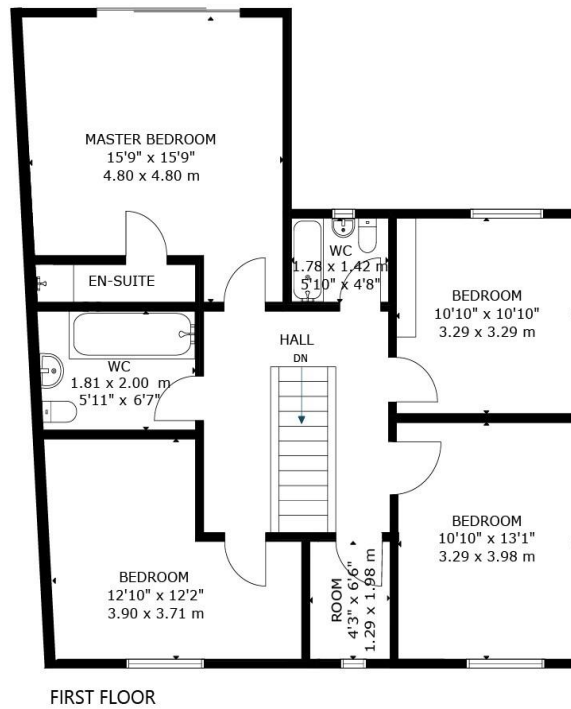 MASTER BEDROOM
15'9" x 15'9"
4.80 x 4.80 m
EN-SUITE
WC
1.78 x 1.42 m
5'10" x 4'8"
BEDROOM
10'10" x 10'10"
3.29 x 3.29 m
HALL
DN
WC
1.81 x 2.00 m
5'11" x 6'7"
BEDROOM
12'10" x 12'2"
3.90 x 3.71 m
ROOM
4'3" x 6'6"
1.29 x 1.98 m
BEDROOM
10'10" x 13'1"
3.29 x 3.98 m
FIRST FLOOR